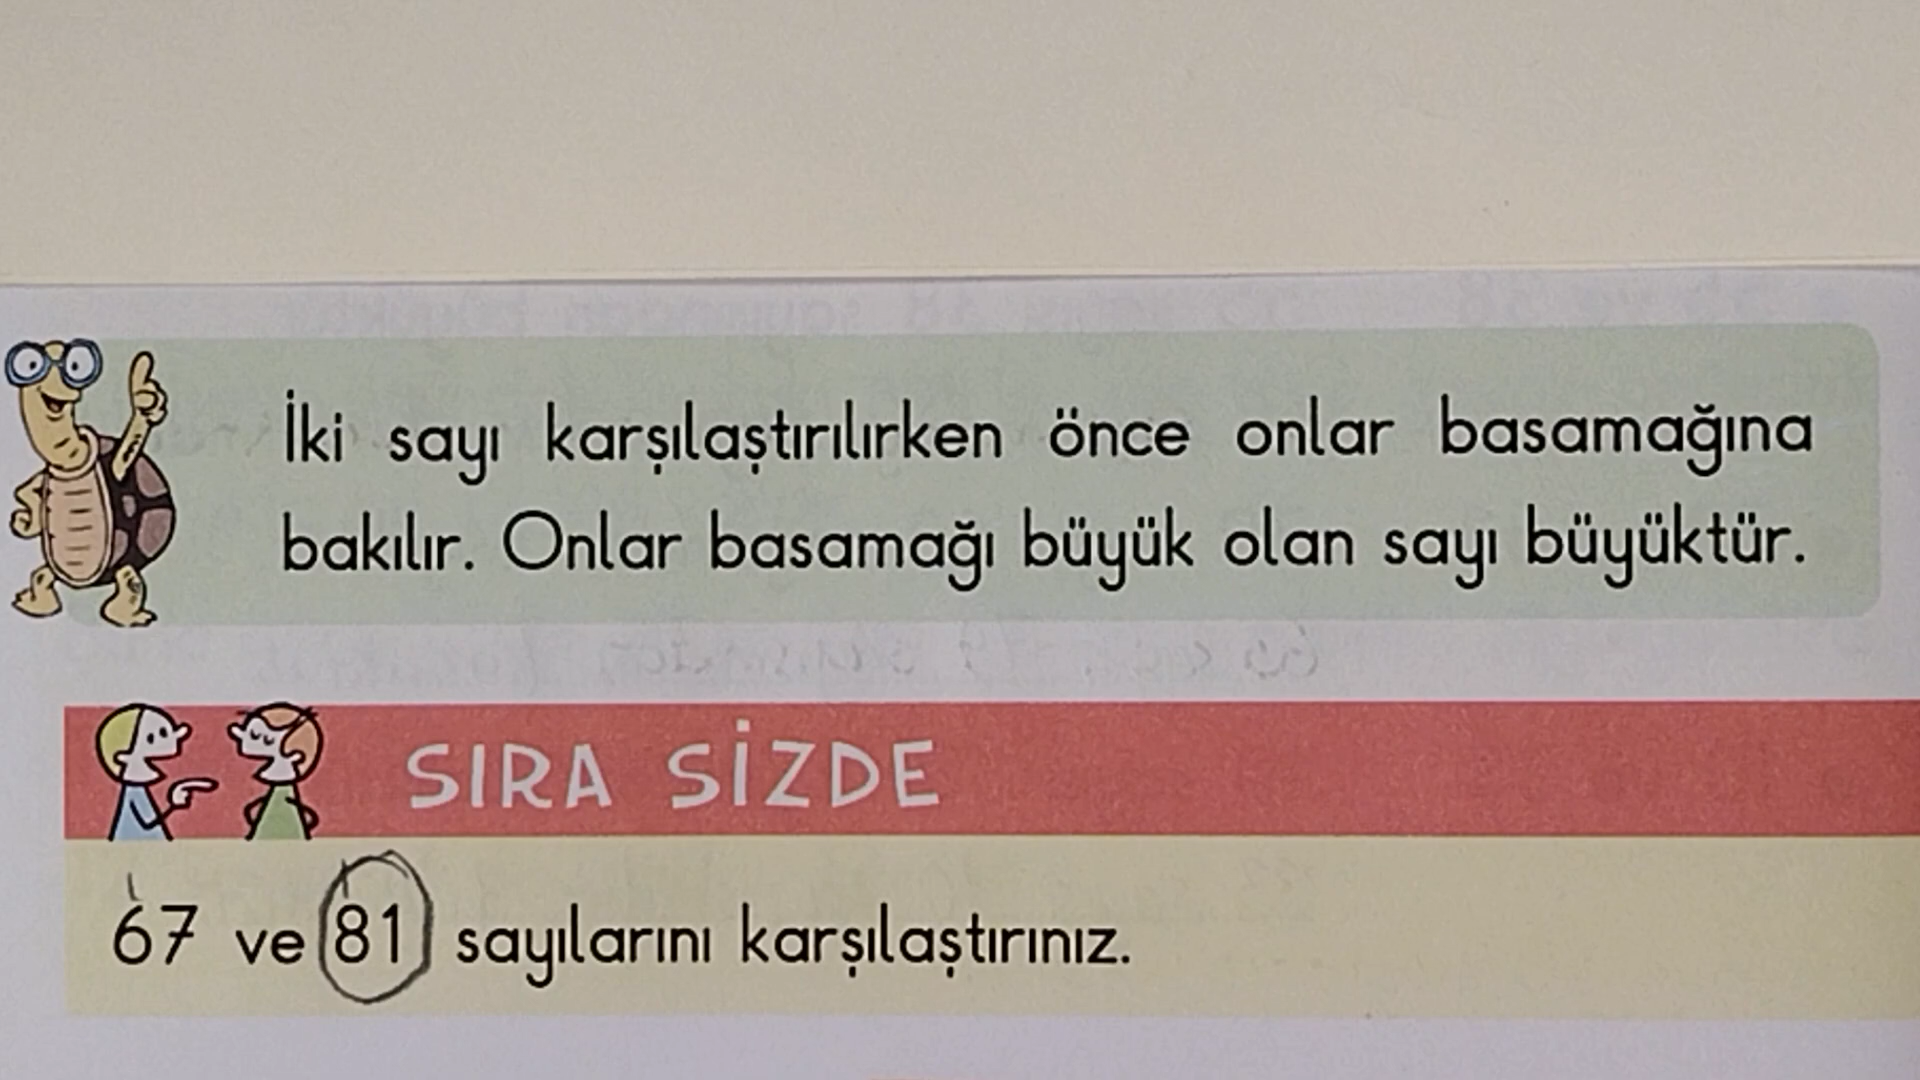 İki sayı karşılaştırılırken önce onlar basamağına
bakılır. Onlar basamağı büyük olan sayı büyüktür.
SIRA SİZDE
67 ve 81 sayılarını karşılaştırınız.